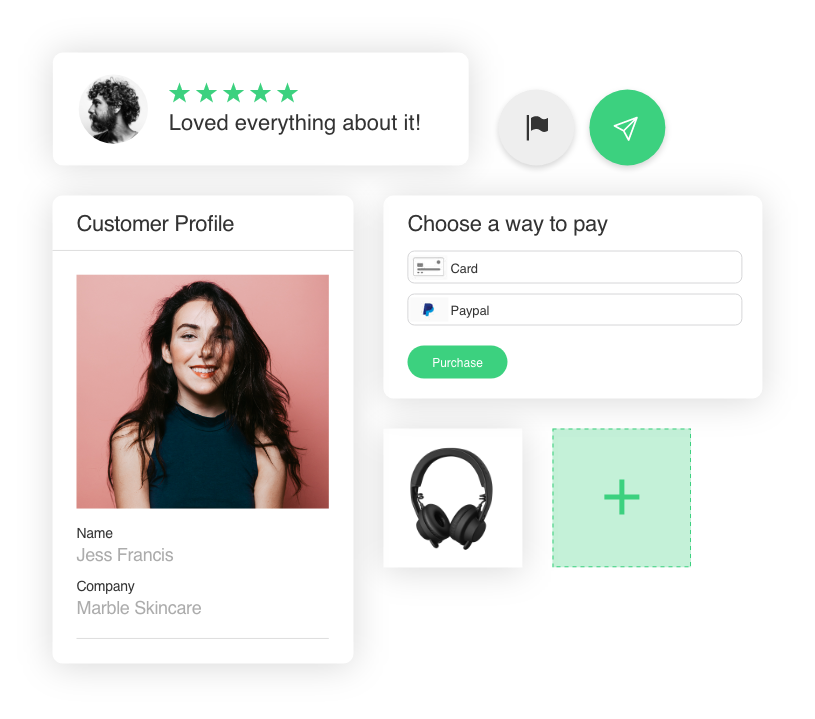 Loved everything about it!
Customer Profile
Name
Jess Francis
Company
Marble Skincare
Choose a way to pay
Card
Paypal
Purchase